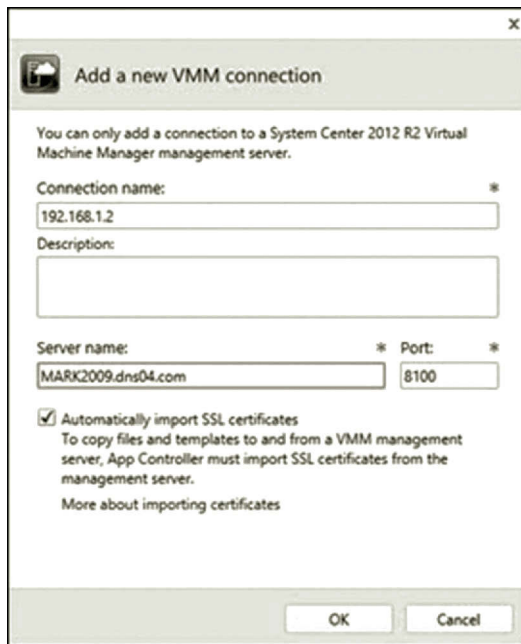 x
Add a new VMM connection
You can only add a connection to a System Center 2012 R2 Virtual
Machine Manager management server.
Connection name: *
192.168.1.2
Description:
Server name: * Port: *
MARK2009.dns04.com 8100
Automatically import SSL certificates
To copy files and templates to and from a VMM management
server, App Controller must import SSL certificates from the
management server.
More about importing certificates
OK Cancel